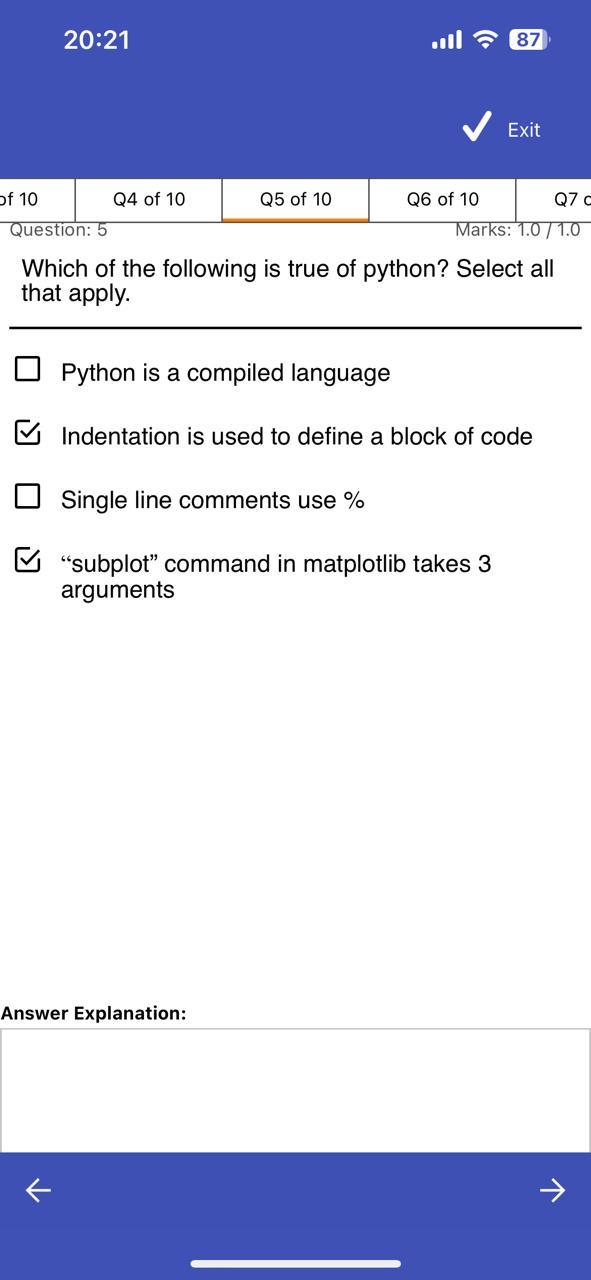 20:21
87
Exit
of 10
Q4 of 10
Q5 of 10
Q6 of 10
Q7 o
Question: 5
Marks: 1.0 / 1.0
Which of the following is true of python? Select all
that apply.
Python is a compiled language
Indentation is used to define a block of code
Single line comments use %
“subplot” command in matplotlib takes 3
arguments
Answer Explanation: